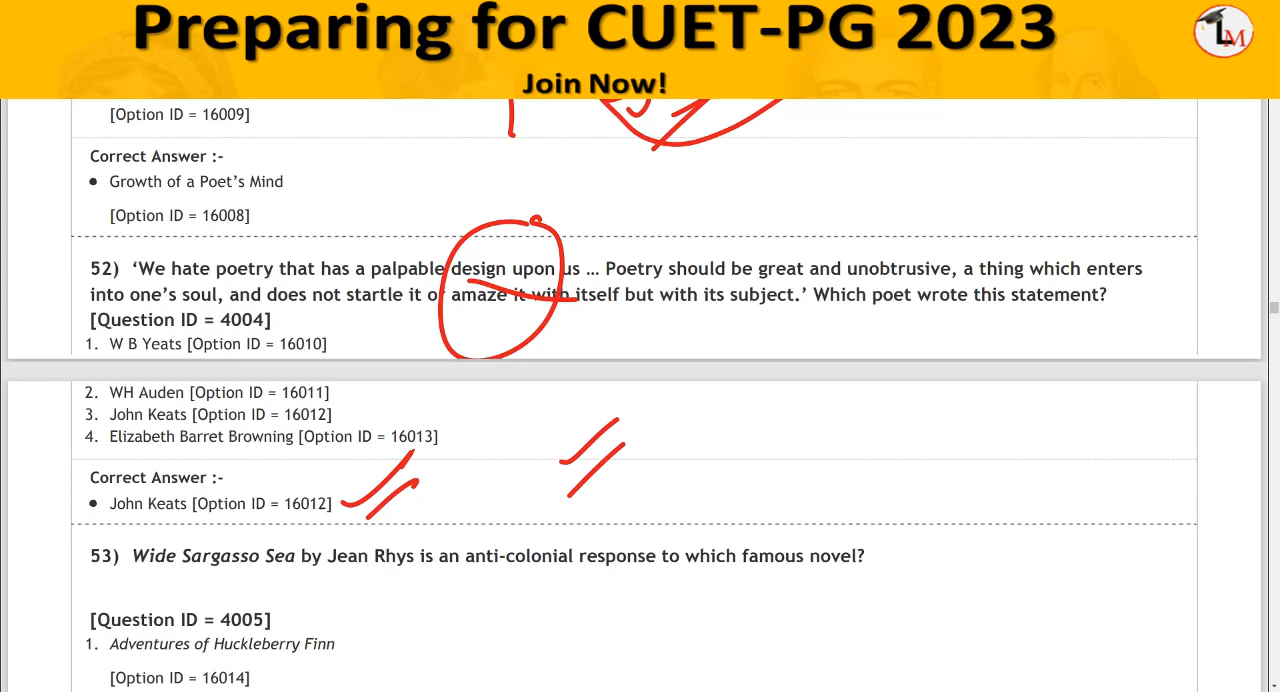 Preparing for CUET-PG 2023
Join Now!
LM
[Option ID = 16009]
Correct Answer :-
• Growth of a Poet’s Mind
[Option ID = 16008]
52) ‘We hate poetry that has a palpable design upon us … Poetry should be great and unobtrusive, a thing which enters
into one’s soul, and does not startle it or amaze it with itself but with its subject.’ Which poet wrote this statement?
[Question ID = 4004]
1. W B Yeats [Option ID = 16010]
2. WH Auden [Option ID = 16011]
3. John Keats [Option ID = 16012]
4. Elizabeth Barret Browning [Option ID = 16013]
Correct Answer :-
• John Keats [Option ID = 16012]
53) Wide Sargasso Sea by Jean Rhys is an anti-colonial response to which famous novel?
[Question ID = 4005]
1. Adventures of Huckleberry Finn
[Option ID = 16014]